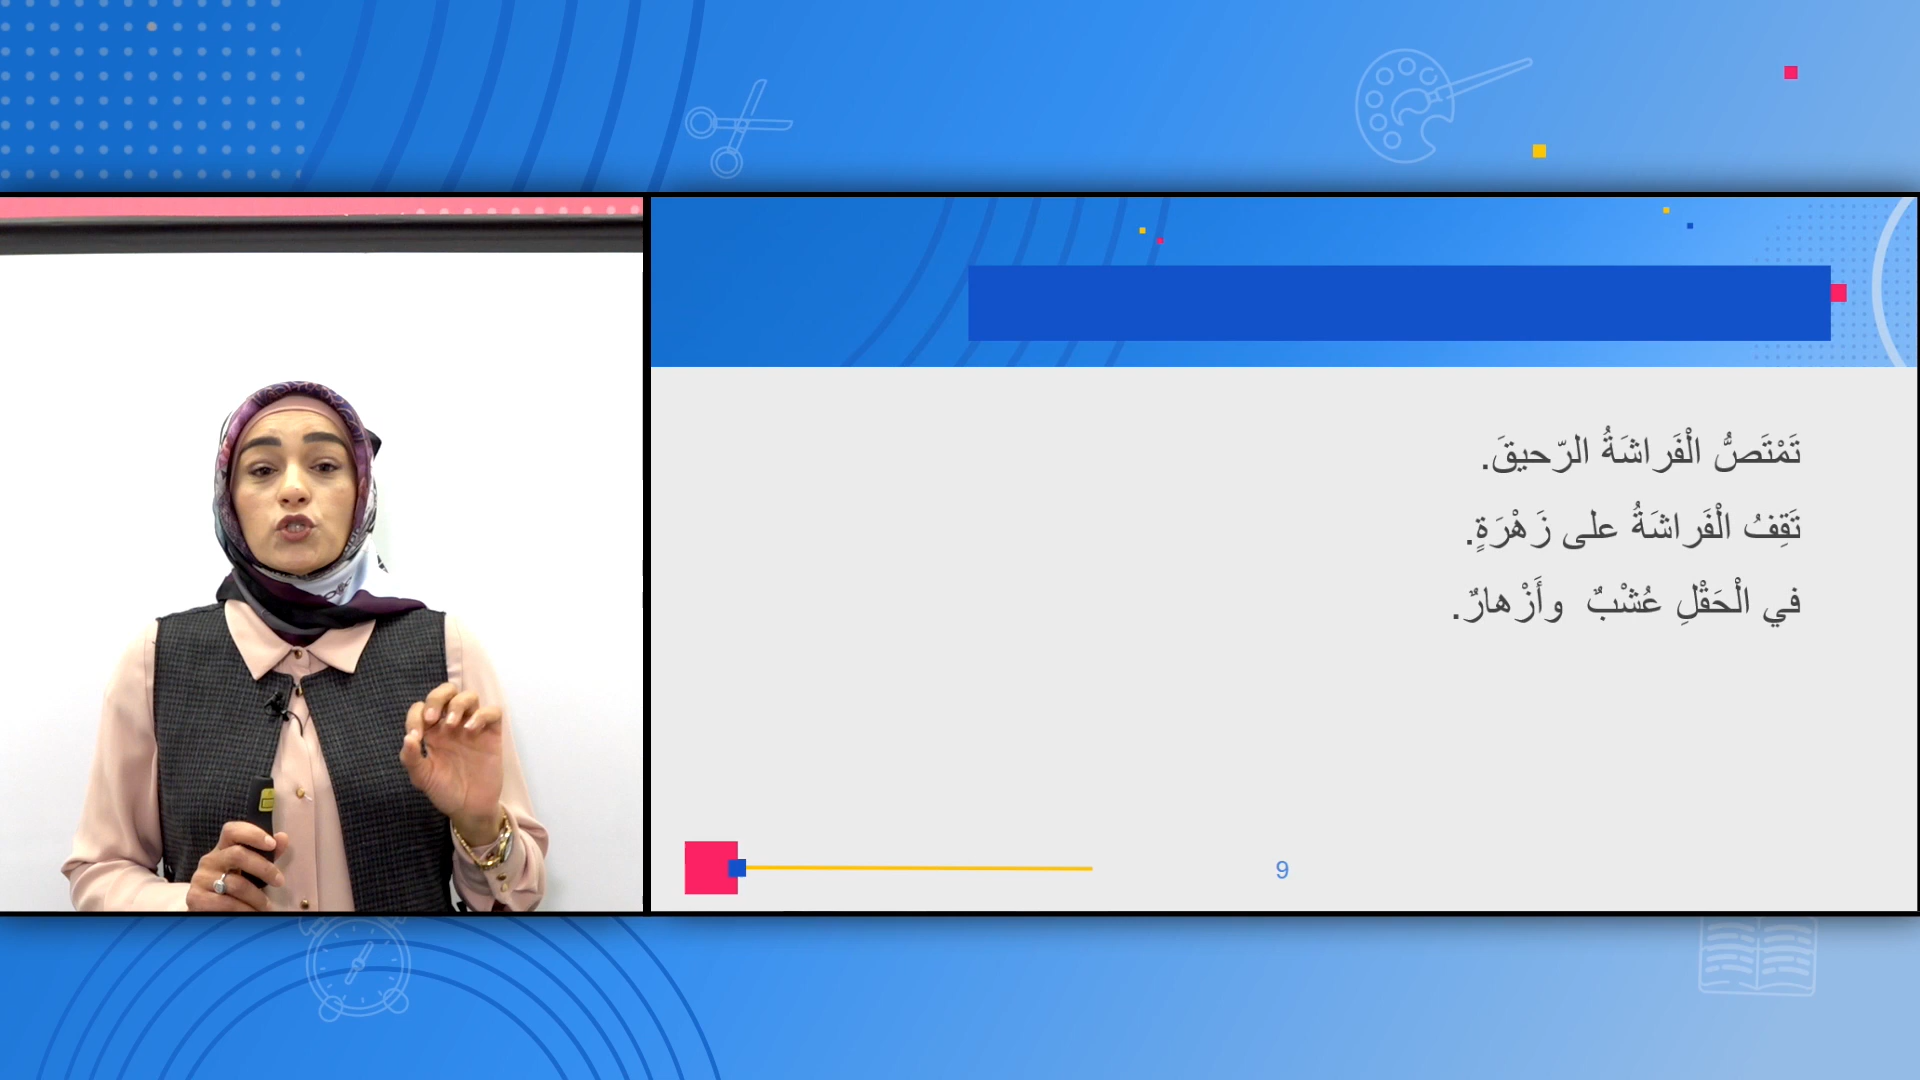 تَمْتَصُّ الْفَراشَةُ الرّحيقَ.
تَقِفُ الْفَراشَةُ على زَهْرَةٍ.
في الْحَقْلِ عُشْبٌ وأَزْهارٌ.
9